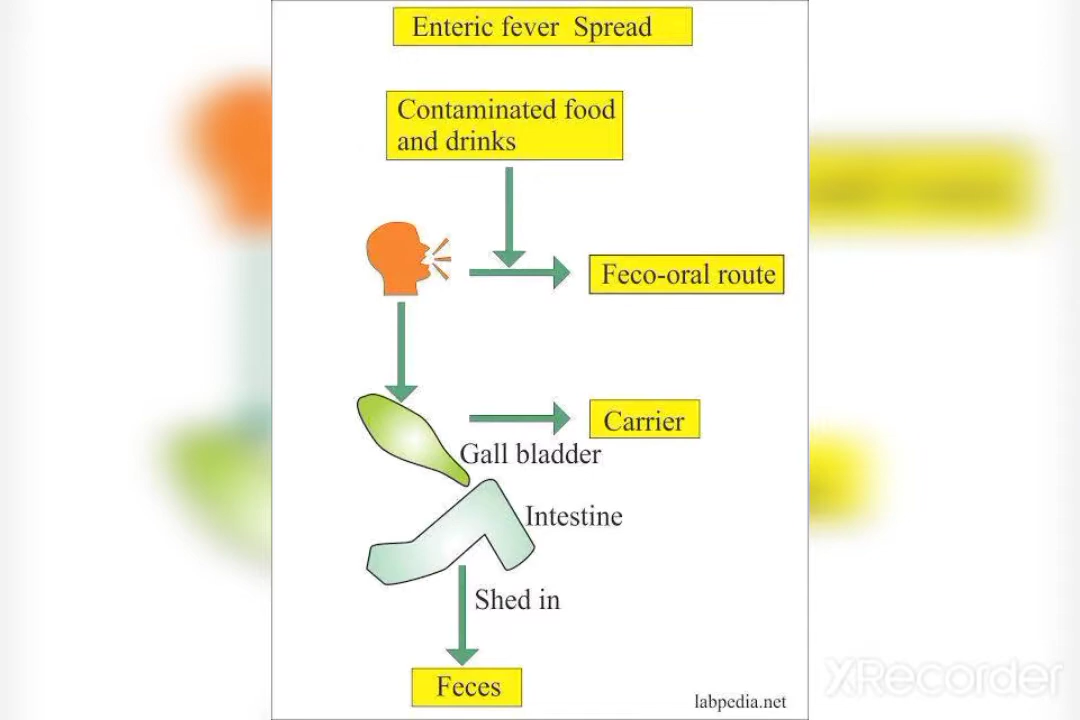 Enteric fever Spread
Contaminated food
and drinks
Feco-oral route
Carrier
Gall bladder
Intestine
Shed in
Feces
labpedia.net
XRecorder